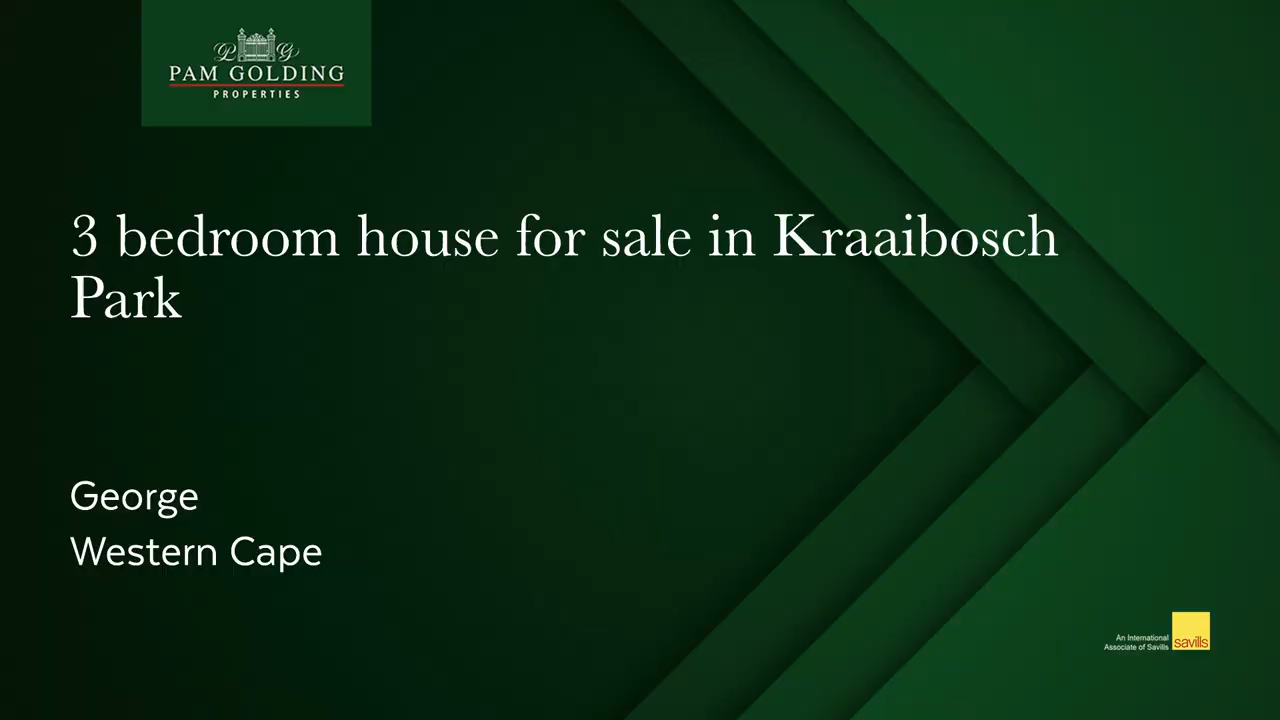 P G
PAM GOLDING
PROPERTIES
3 bedroom house for sale in Kraaibosch
Park
George
Western Cape
An International
Associate of Savills
savills